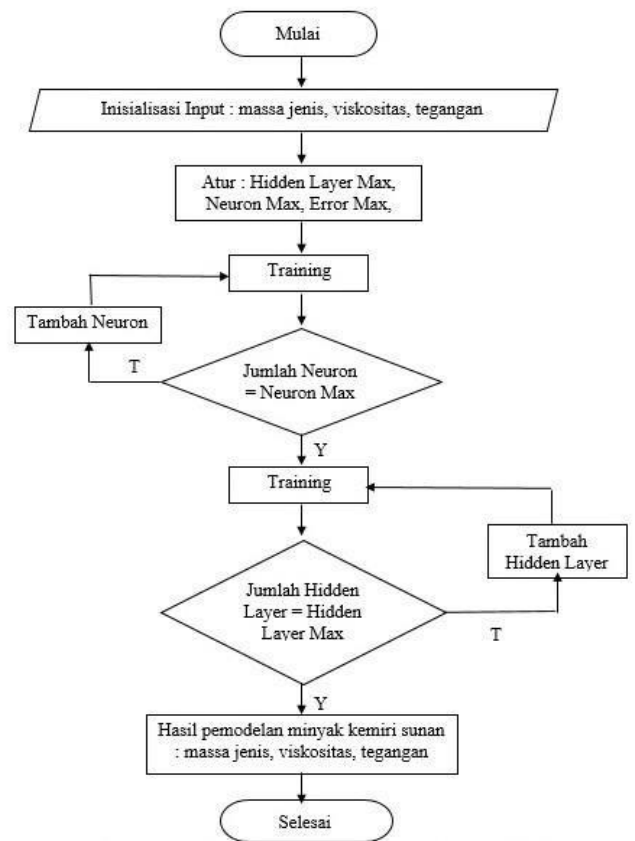 Mulai
Inisialisasi Input : massa jenis, viskositas, tegangan
Atur : Hidden Layer Max,
Neuron Max, Error Max,
Training
Tambah Neuron
T
Jumlah Neuron
= Neuron Max
Y
Training
Tambah
Hidden Layer
Jumlah Hidden
Layer = Hidden
Layer Max
T
Y
Hasil pemodelan minyak kemiri sunan
: massa jenis, viskositas, tegangan
Selesai